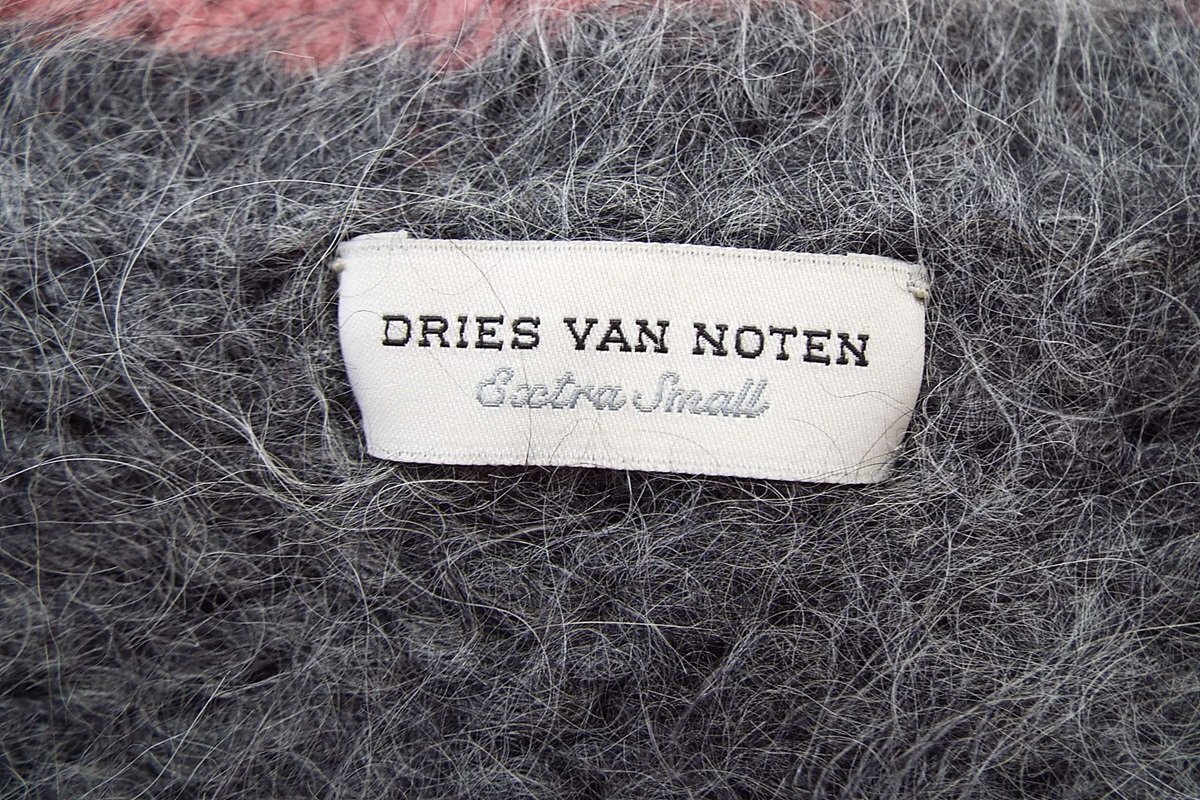 DRIES VAN NOTEN
Extra Small